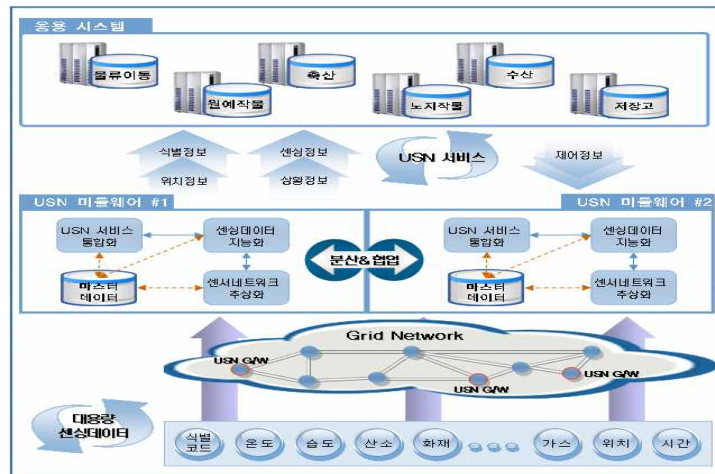 응용 시스템
물류이동
축산
수산
원예작물
노지작물
저장고
식별정보
센싱정보
USN 서비스
제어정보
위치정보
상황정보
USN 미들웨어 #1
USN 미들웨어 #2
USN 서비스
통합화
센싱데이터
지능화
분산&협업
USN 서비스
통합화
센싱데이터
지능화
마스터
데이터
센서네트워크
추상화
마스터
데이터
센서네트워크
추상화
Grid Network
USN G/W
USN G/W
USN G/W
대용량
센싱데이터
식별
코드
온도
습도
산소
화재
가스
위치
시간